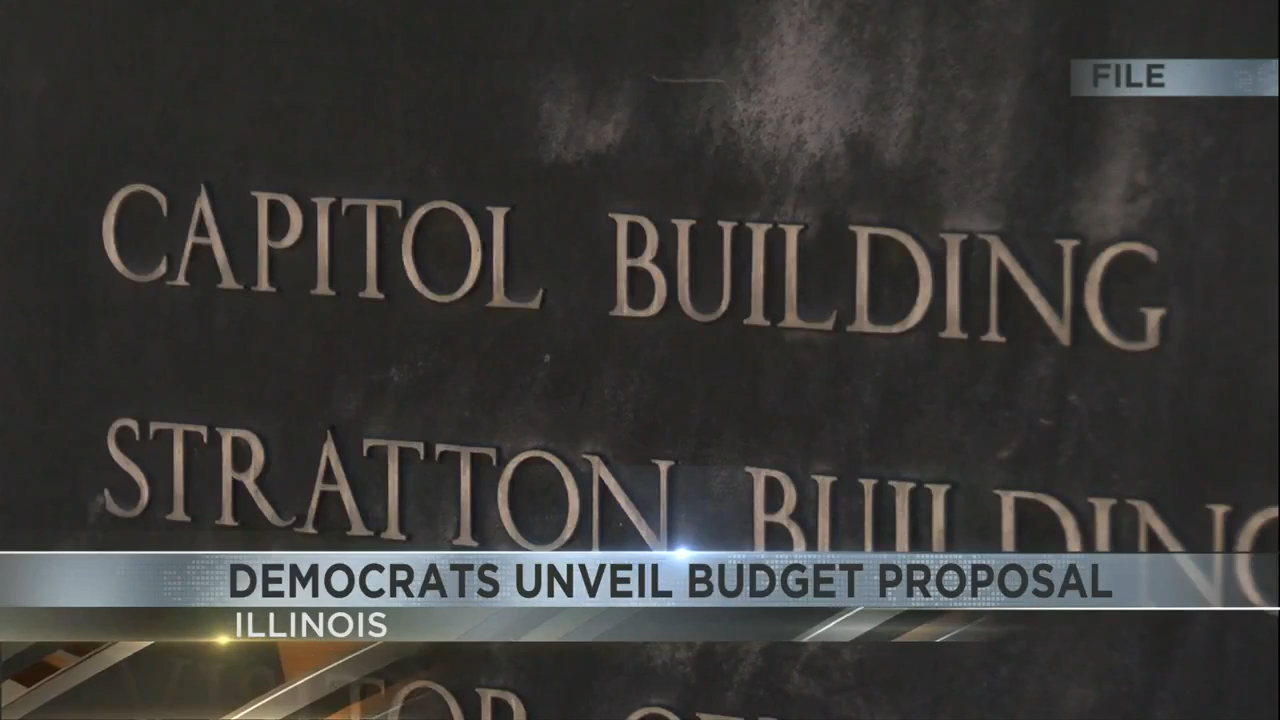 FILE
CAPITOL BUILDING
STRATTON BUILDING
DEMOCRATS UNVEIL BUDGET PROPOSAL
ILLINOIS